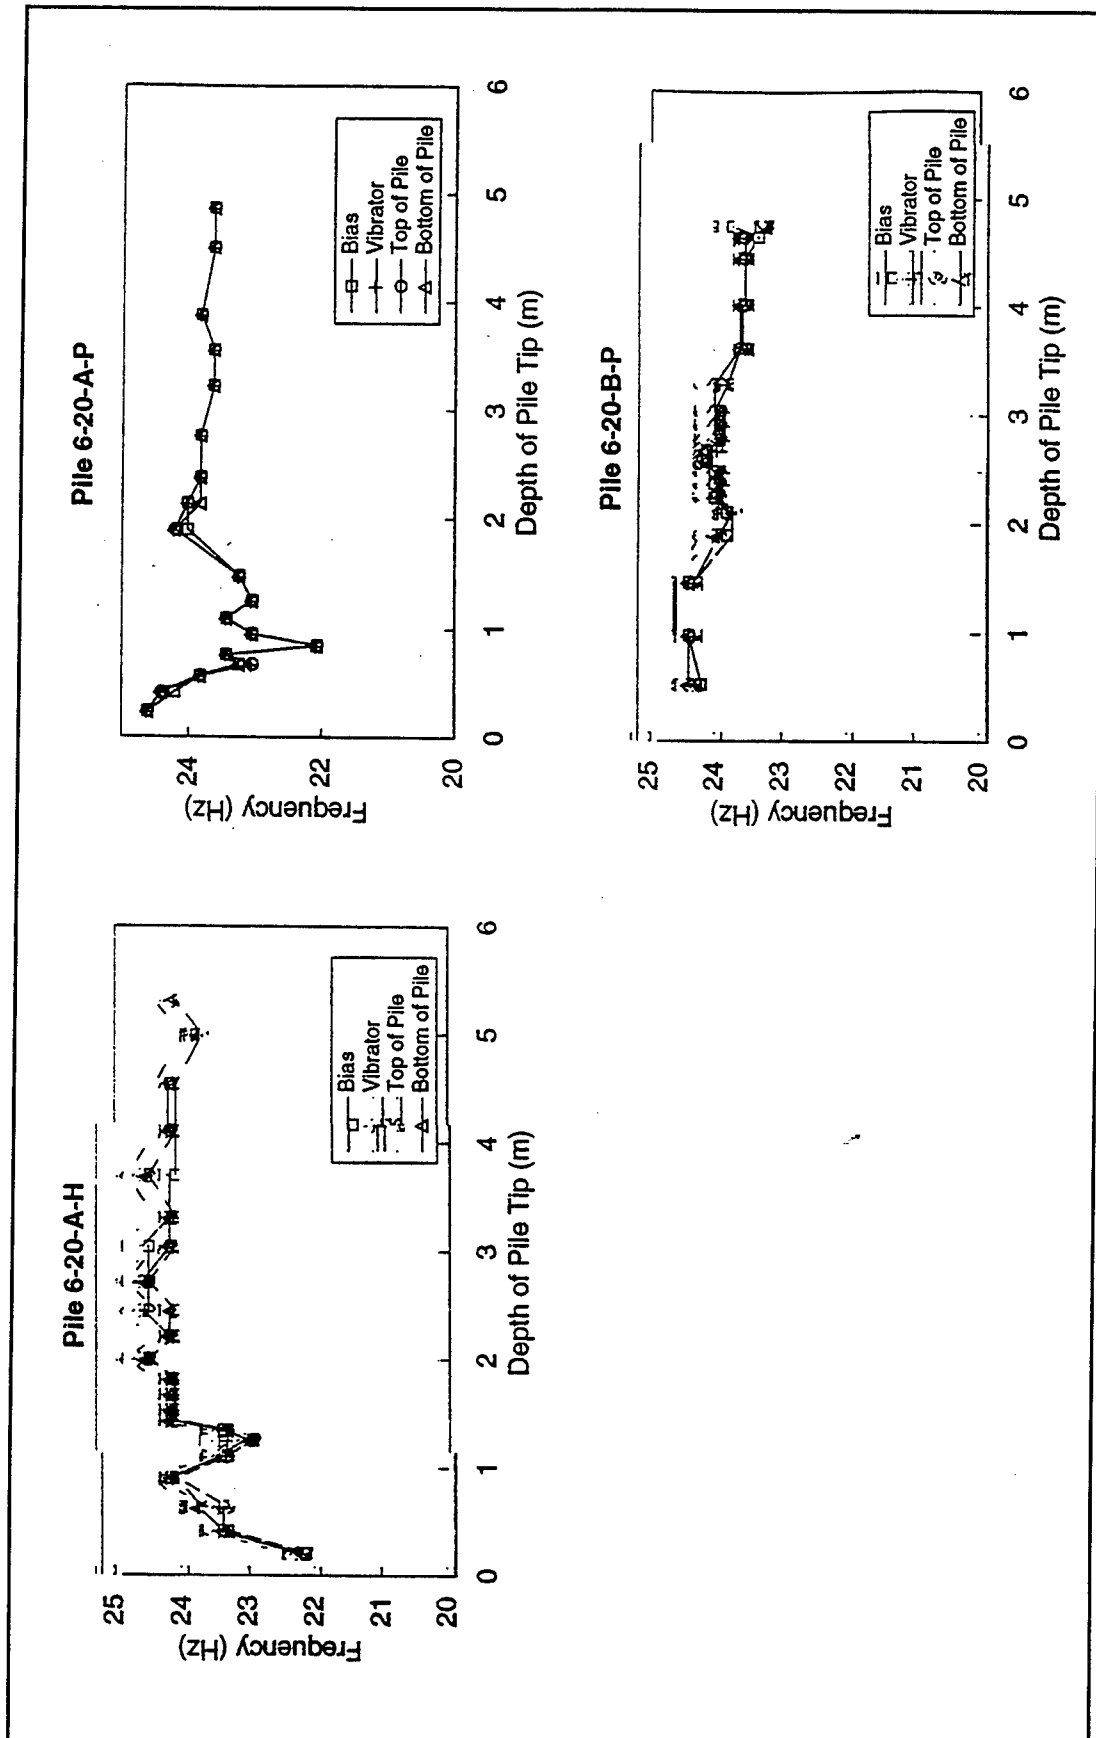 Pile 6-20-A-H
25
24
23
22
21
20
Frequency (Hz)
0 1 2 3 4 5 6
Depth of Pile Tip (m)
Bias
Vibrator
Top of Pile
Bottom of Pile
Pile 6-20-A-P
24
23
22
20
Frequency (Hz)
0 1 2 3 4 5 6
Depth of Pile Tip (m)
Bias
Vibrator
Top of Pile
Bottom of Pile
Pile 6-20-B-P
25
24
23
22
21
20
Frequency (Hz)
0 1 2 3 4 5 6
Depth of Pile Tip (m)
Bias
Vibrator
Top of Pile
Bottom of Pile